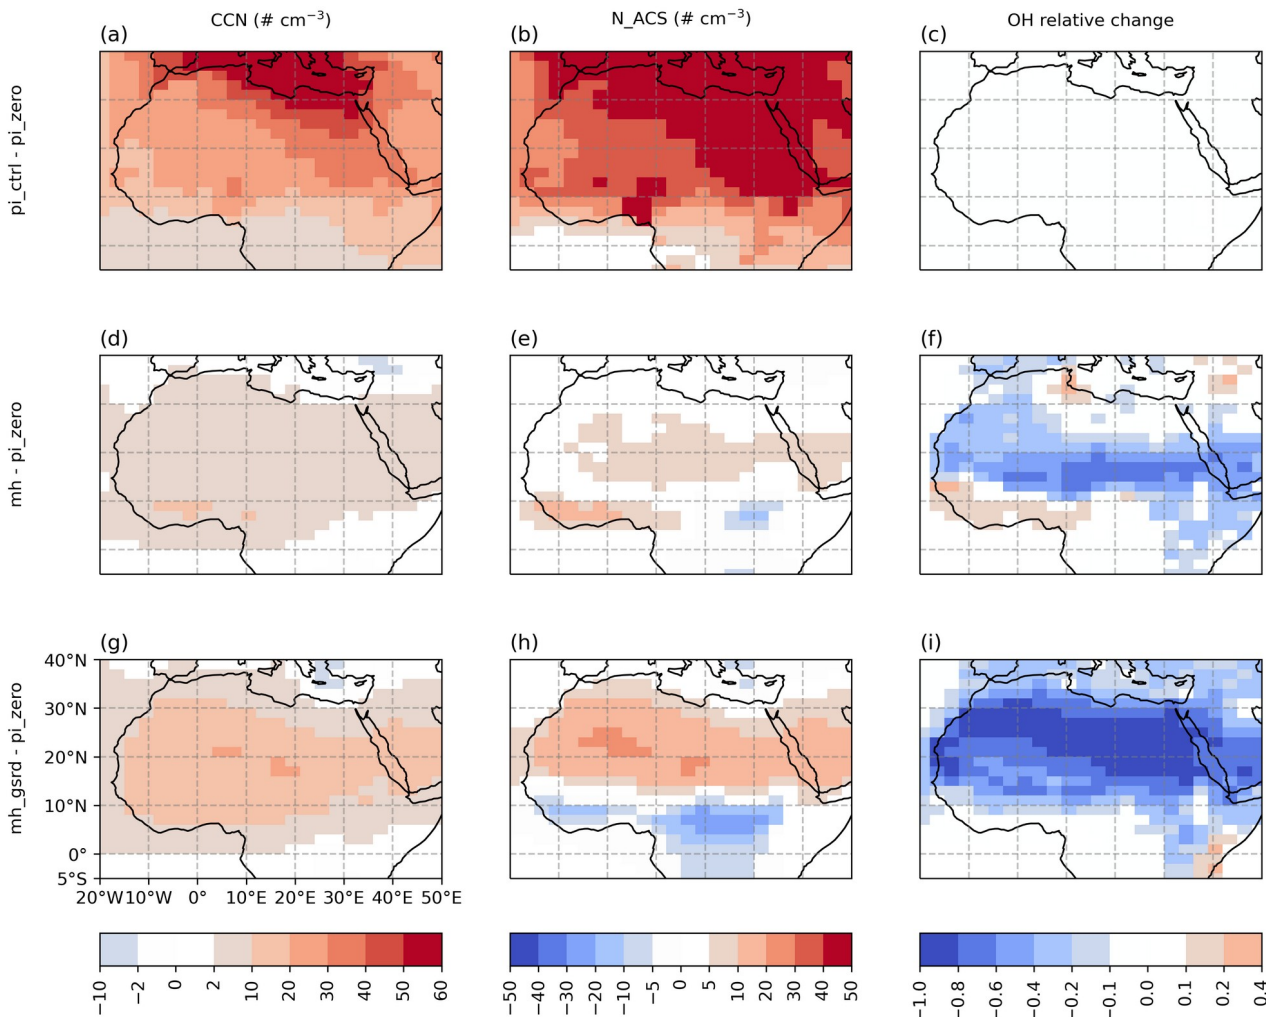 CCN (# cm⁻³) N_ACS (# cm⁻³) OH relative change
(a) (b) (c)
pi_ctrl - pi_zero
(d) (e) (f)
mh - pi_zero
(g) (h) (i)
mh_gsrd - pi_zero
40°N
30°N
20°N
10°N
0°
5°S
20°W 10°W 0° 10°E 20°E 30°E 40°E 50°E
−10 −2 0 2 10 20 30 40 50 60
−50 −40 −30 −20 −10 −5 0 5 10 20 30 40 50
−1.0 −0.8 −0.6 −0.4 −0.2 −0.1 0.0 0.1 0.2 0.4